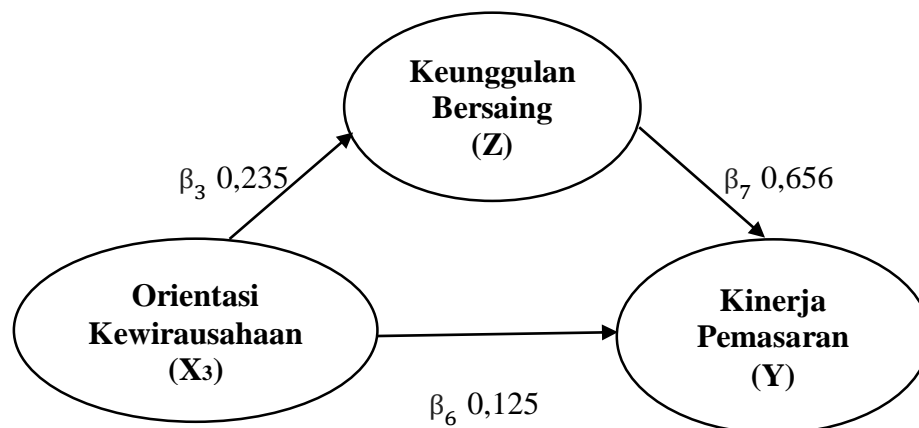 Keunggulan
Bersaing
(Z)
β₃ 0,235
β₇ 0,656
Orientasi
Kewirausahaan
(X₃)
Kinerja
Pemasaran
(Y)
β₆ 0,125